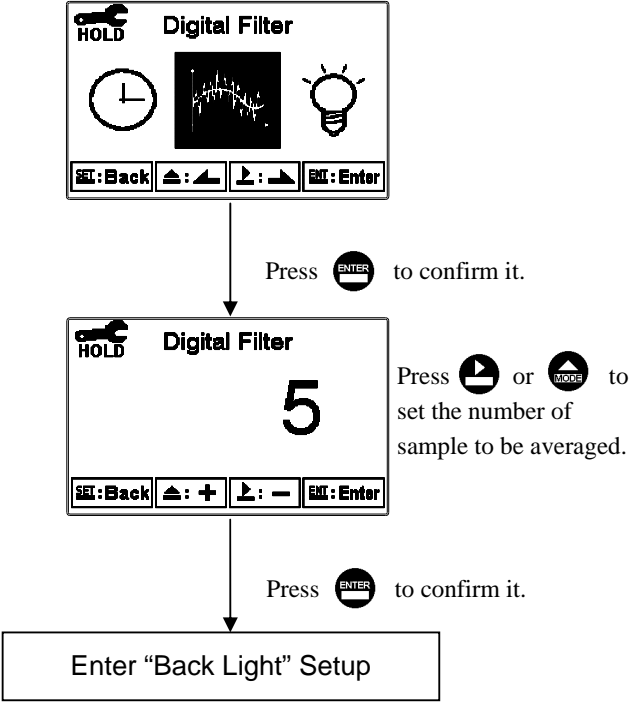 HOLD Digital Filter
SET:Back ▲: ◢ ▶: ◣ ENT:Enter
Press ENTER to confirm it.
HOLD Digital Filter
5
Press or MODE to
set the number of
sample to be averaged.
SET:Back ▲: + ▶: − ENT:Enter
Press ENTER to confirm it.
Enter “Back Light” Setup